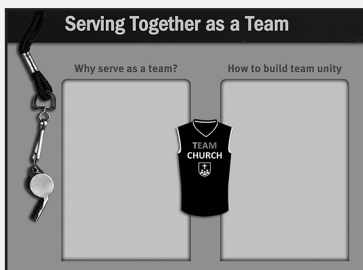 Serving Together as a Team
Why serve as a team?
How to build team unity
TEAM
CHURCH